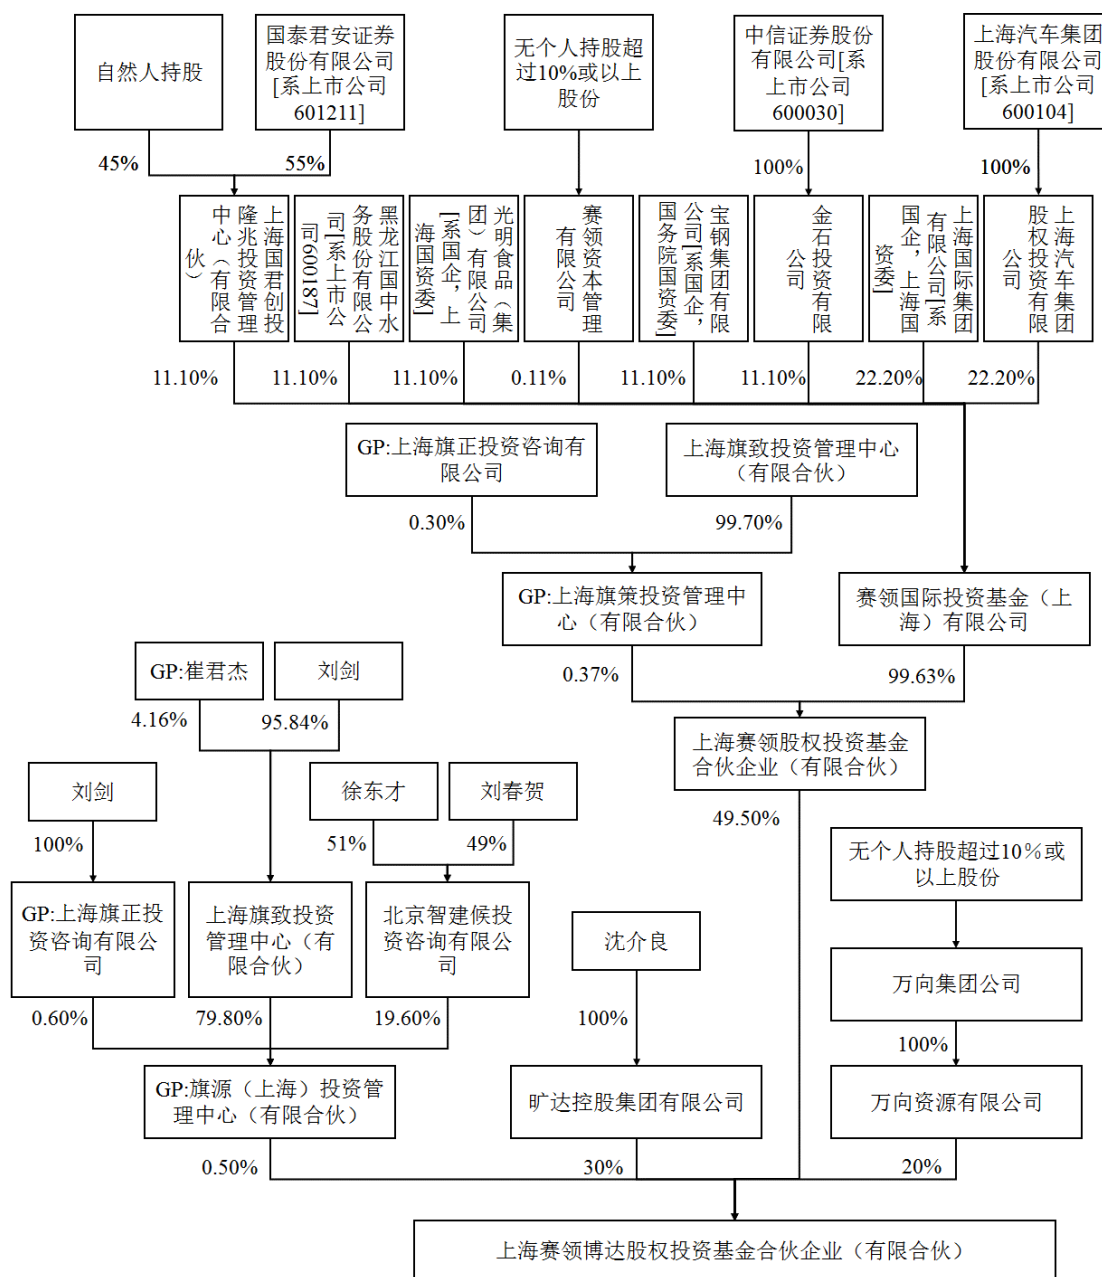 自然人持股
国泰君安证券
股份有限公司
[系上市公司
601211]
无个人持股超
过10%或以上
股份
中信证券股份
有限公司[系
上市公司
600030]
上海汽车集团
股份有限公司
[系上市公司
600104]
45%
55%
100%
100%
上海国君创投
隆兆投资管理
中心（有限合
伙）
黑龙江国中水
务股份有限公
司[系上市公
司600187]
光明食品（集
团）有限公司
[系国企，上
海国资委]
赛领资本管理
有限公司
宝钢集团有限
公司[系国企，
国务院国资委]
金石投资有限
公司
上海国际集团
有限公司[系
国企，上海国
资委]
上海汽车集团
股权投资有限
公司
11.10%
11.10%
11.10%
0.11%
11.10%
11.10%
22.20%
22.20%
GP:上海旗正投资咨询有
限公司
上海旗致投资管理中心
（有限合伙）
0.30%
99.70%
GP:上海旗策投资管理中
心（有限合伙）
赛领国际投资基金（上
海）有限公司
GP:崔君杰
刘剑
0.37%
99.63%
4.16%
95.84%
上海赛领股权投资基金
合伙企业（有限合伙）
刘剑
徐东才
刘春贺
49.50%
100%
51%
49%
无个人持股超过10%或
以上股份
GP:上海旗正投
资咨询有限公
司
上海旗致投资
管理中心（有
限合伙）
北京智建候投
资咨询有限公
司
沈介良
万向集团公司
0.60%
79.80%
19.60%
100%
100%
GP:旗源（上海）投资管
理中心（有限合伙）
旷达控股集团有限公司
万向资源有限公司
0.50%
30%
20%
上海赛领博达股权投资基金合伙企业（有限合伙）